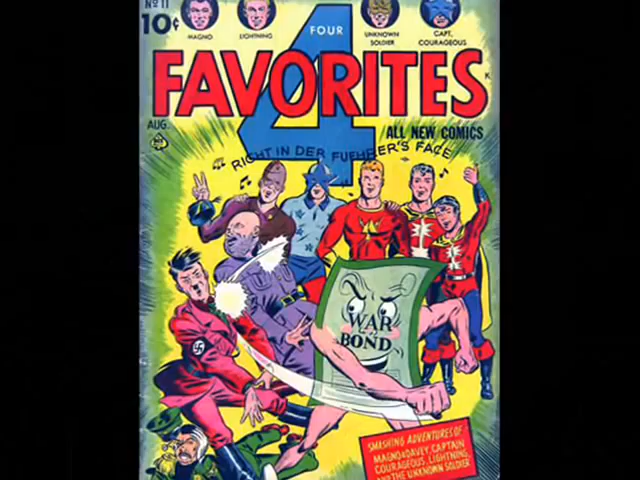 No 11
10¢
MAGNO
LIGHTNING
UNKNOWN
SOLDIER
CAPT.
COURAGEOUS
4
FOUR
FAVORITES
AUG.
ALL NEW COMICS
RIGHT IN DER FUEHRER'S FACE
WAR
BOND
SMASHING ADVENTURES OF
MAGNO & DAVEY, CAPTAIN
COURAGEOUS, LIGHTNING,
AND THE UNKNOWN SOLDIER